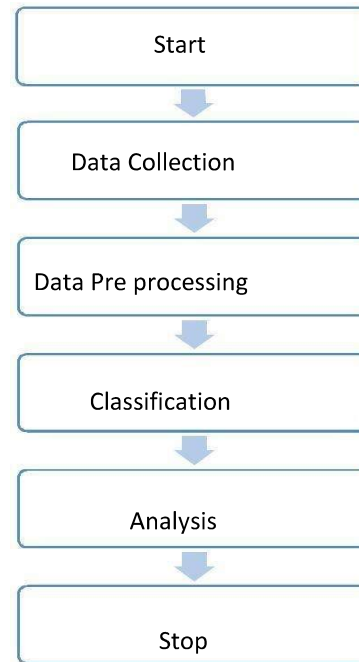 Start
Data Collection
Data Pre processing
Classification
Analysis
Stop